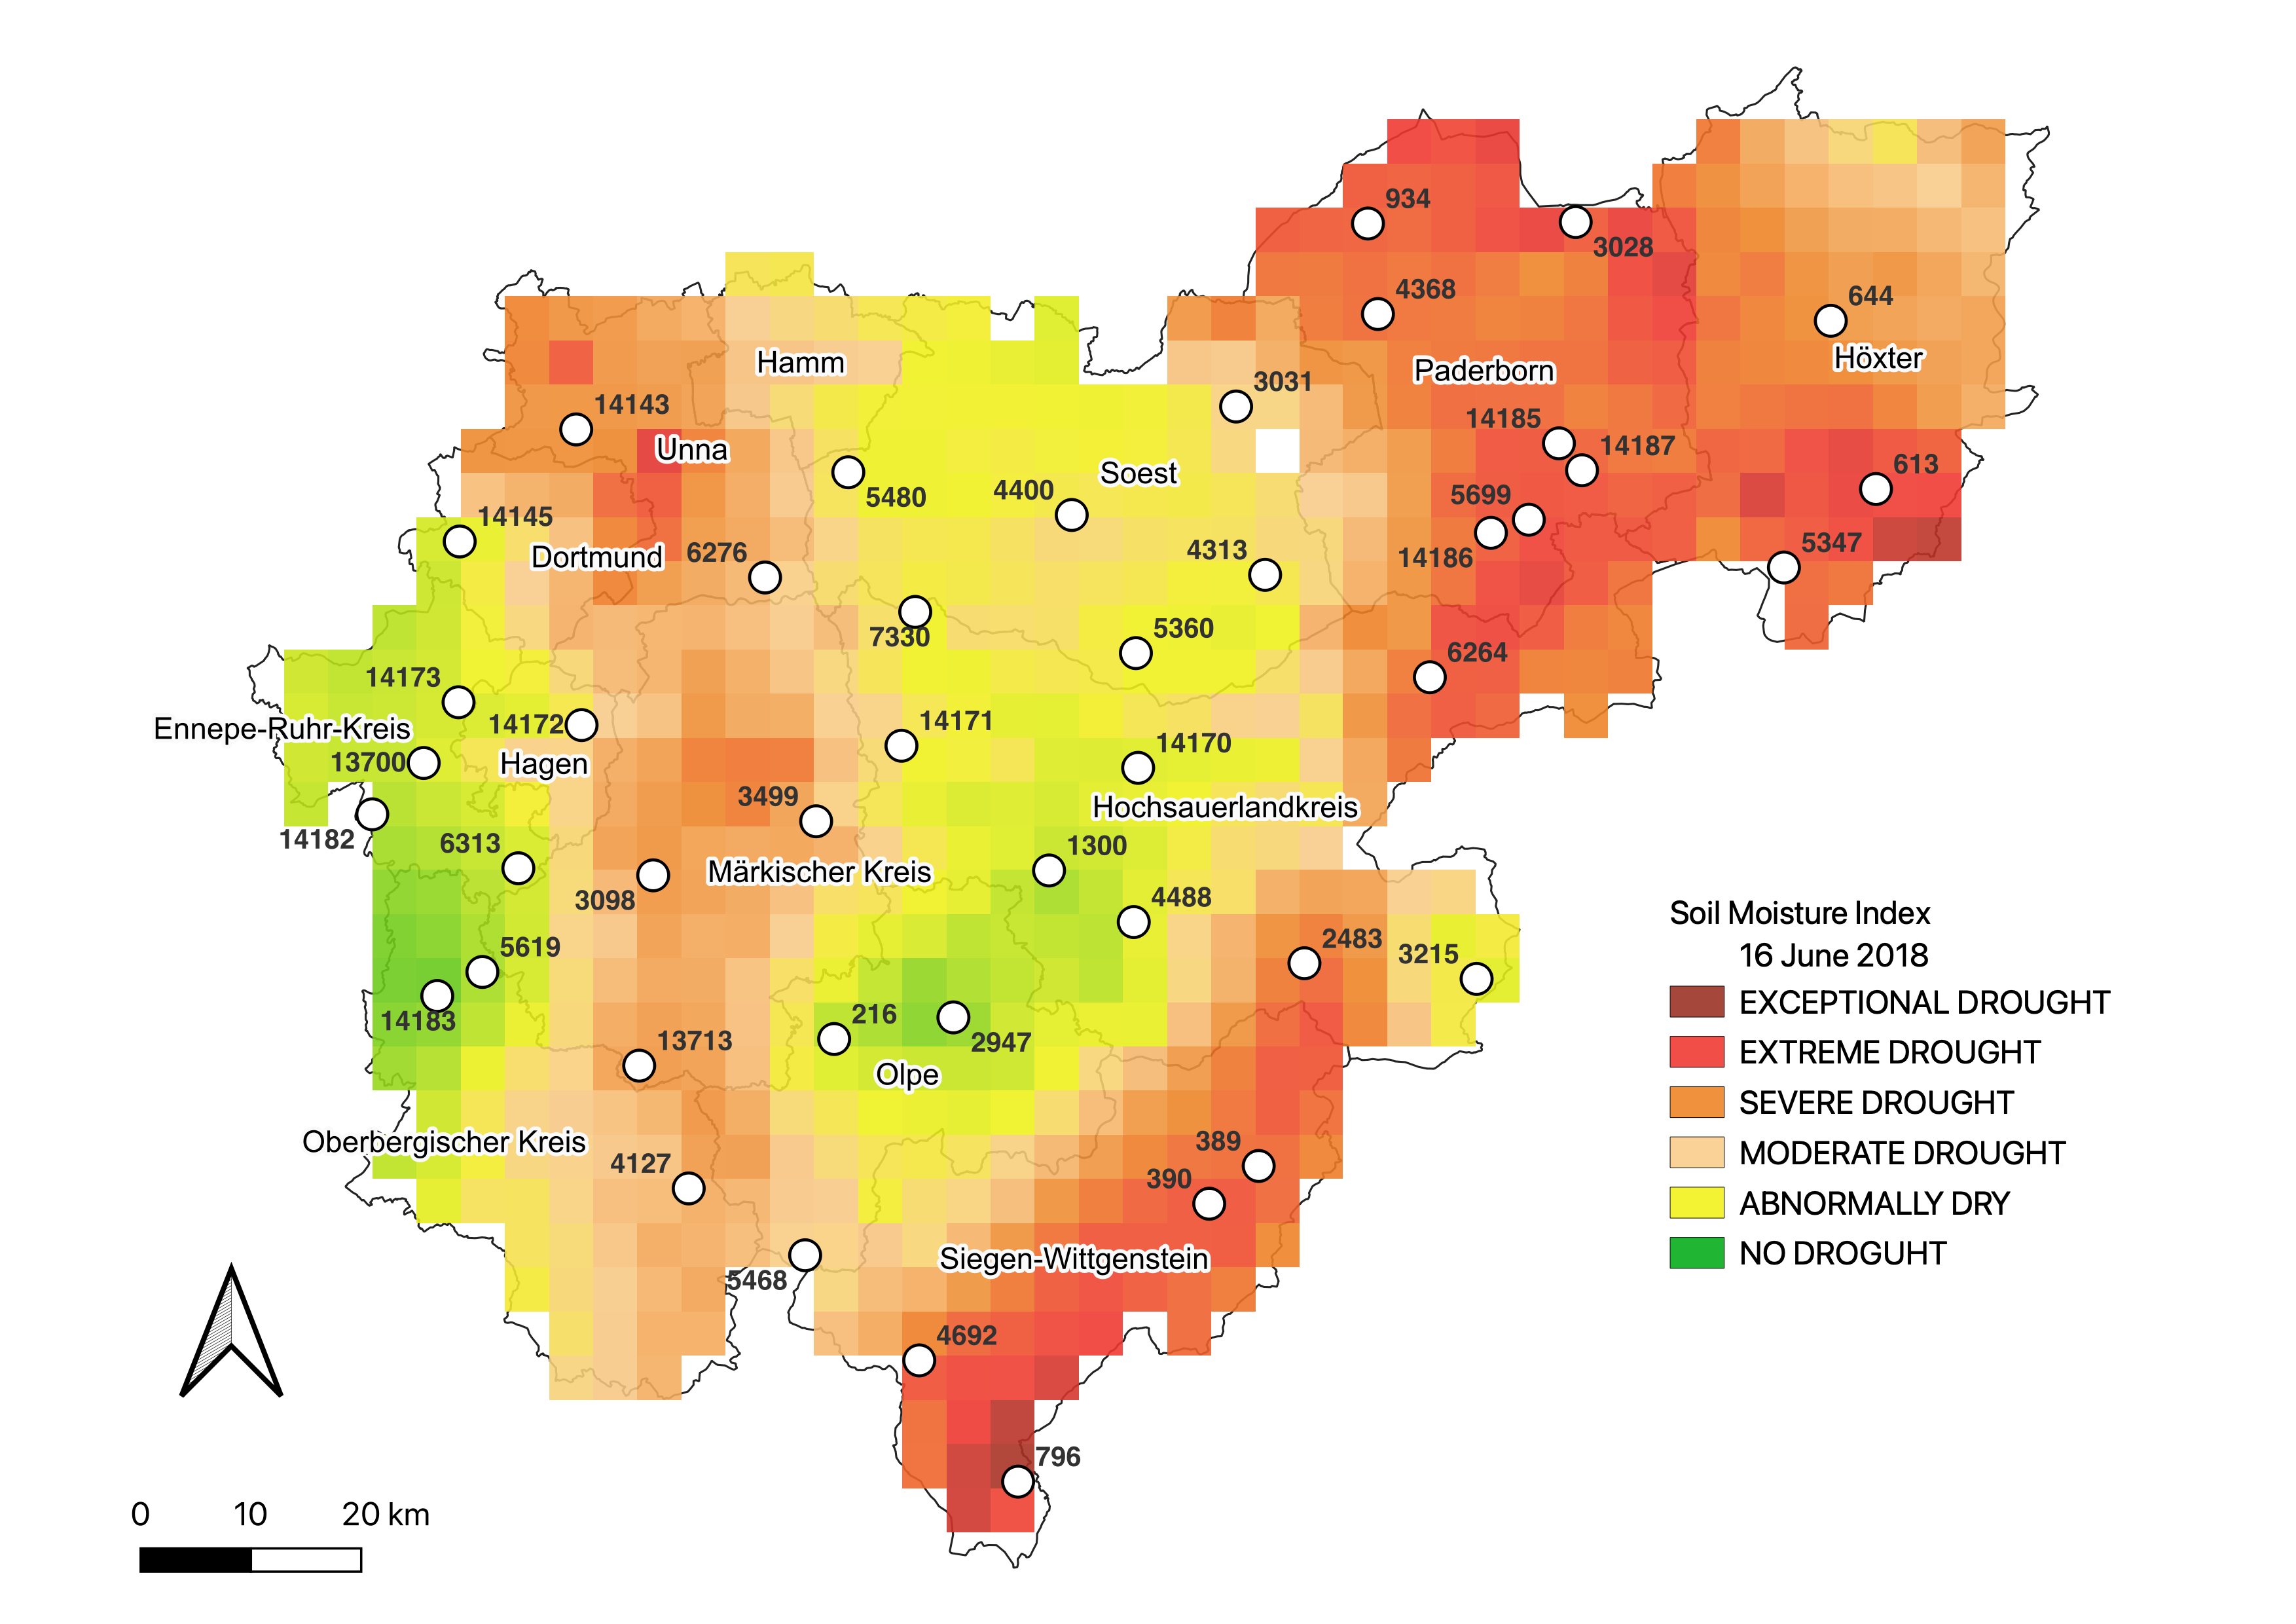 934
3028
4368
644
Höxter
Hamm
Paderborn
3031
14143
14185
14187
Unna
613
Soest
5480
4400
5699
14145
5347
Dortmund
6276
4313
14186
7330
5360
6264
14173
14172
14171
Ennepe-Ruhr-Kreis
14170
13700
Hagen
3499
Hochsauerlandkreis
14182
6313
1300
Märkischer Kreis
3098
4488
5619
2483
3215
Soil Moisture Index
16 June 2018
EXCEPTIONAL DROUGHT
EXTREME DROUGHT
SEVERE DROUGHT
MODERATE DROUGHT
ABNORMALLY DRY
NO DROGUHT
14183
216
2947
13713
Olpe
Oberbergischer Kreis
389
4127
390
Siegen-Wittgenstein
5468
4692
796
0 10 20 km